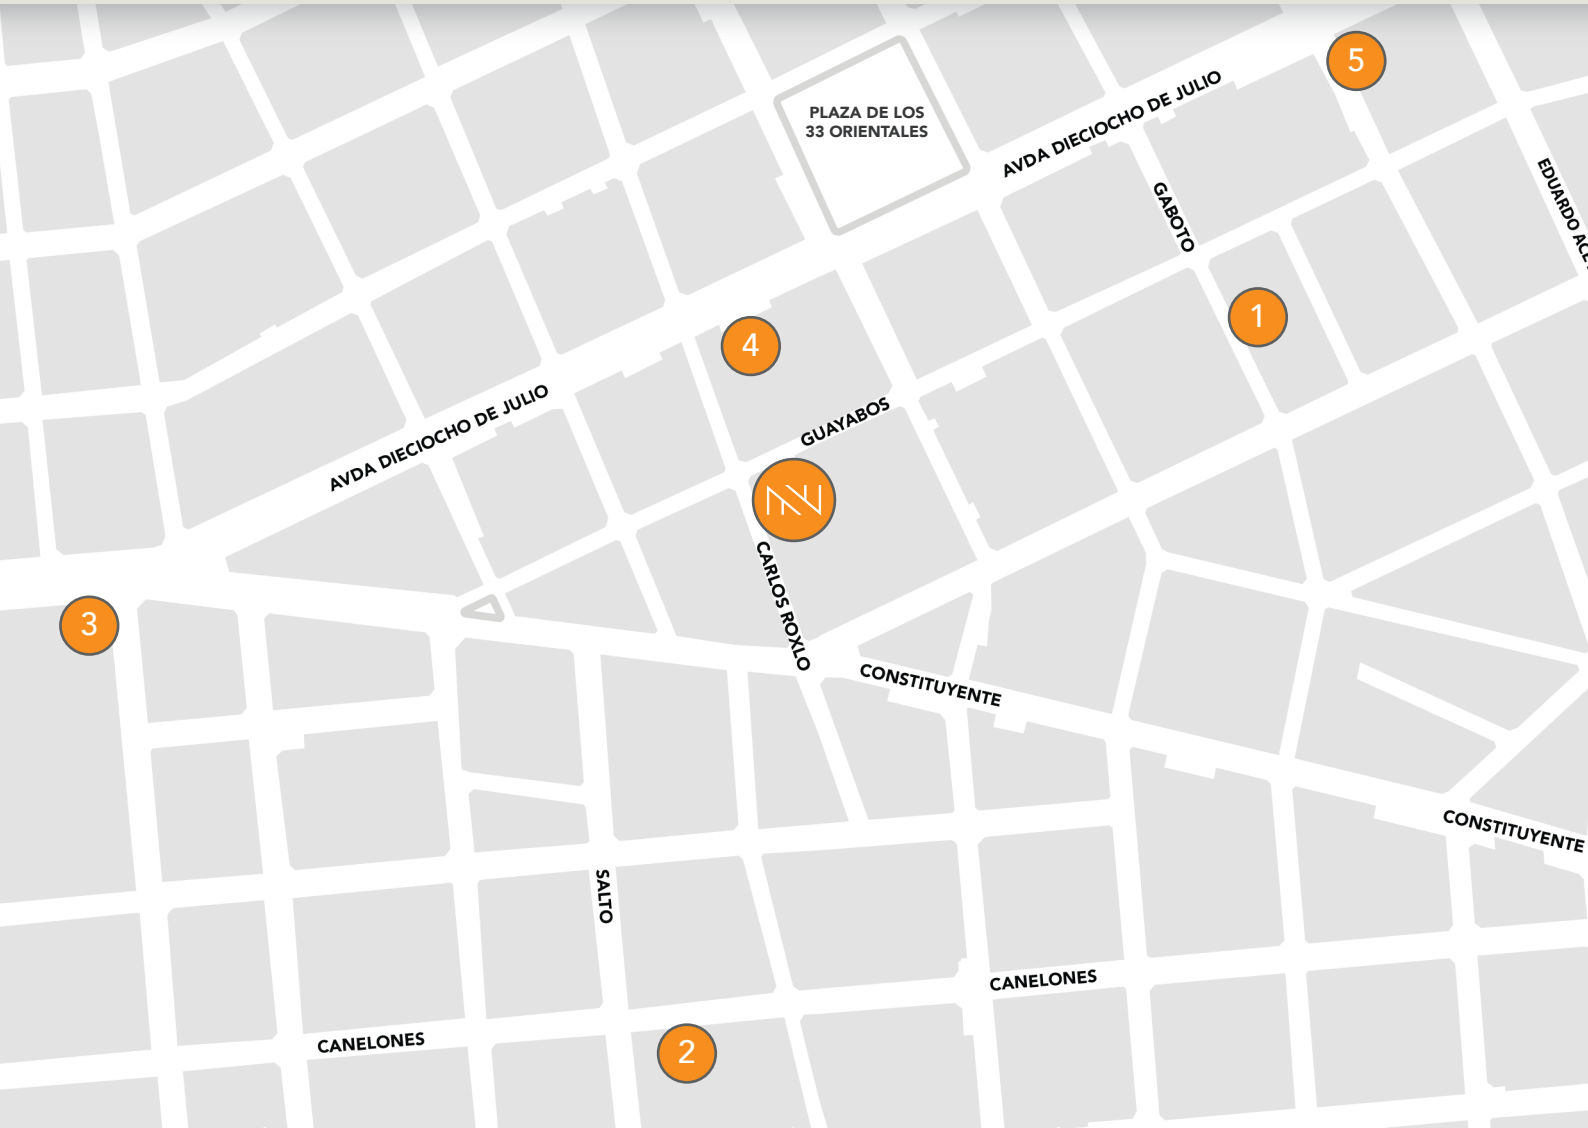 5
PLAZA DE LOS
33 ORIENTALES
AVDA DIECIOCHO DE JULIO
GABOTO
EDUARDO ACE
1
4
AVDA DIECIOCHO DE JULIO
GUAYABOS
CARLOS ROXLO
3
CONSTITUYENTE
CONSTITUYENTE
SALTO
CANELONES
CANELONES
2